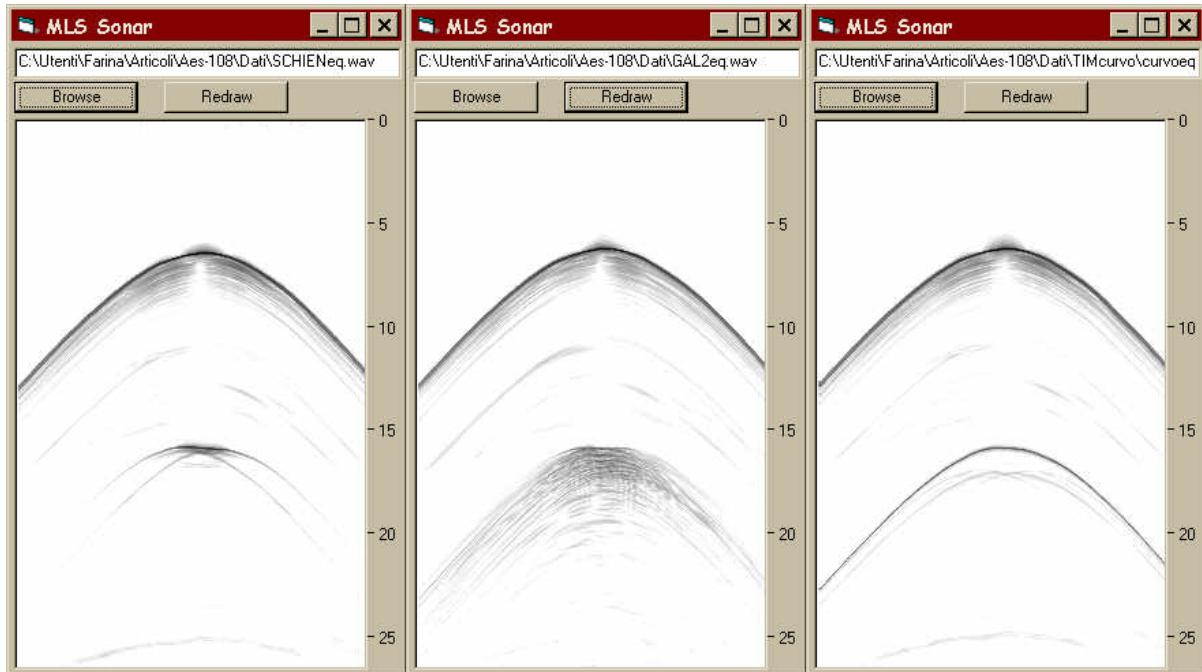 MLS Sonar
C:\Utenti\Farina\Articoli\Aes-108\Dati\SCHIENeq.wav
Browse
Redraw
0
5
10
15
20
25
MLS Sonar
C:\Utenti\Farina\Articoli\Aes-108\Dati\GAL2eq.wav
Browse
Redraw
0
5
10
15
20
25
MLS Sonar
C:\Utenti\Farina\Articoli\Aes-108\Dati\TIMcurvo\curvoeq
Browse
Redraw
0
5
10
15
20
25